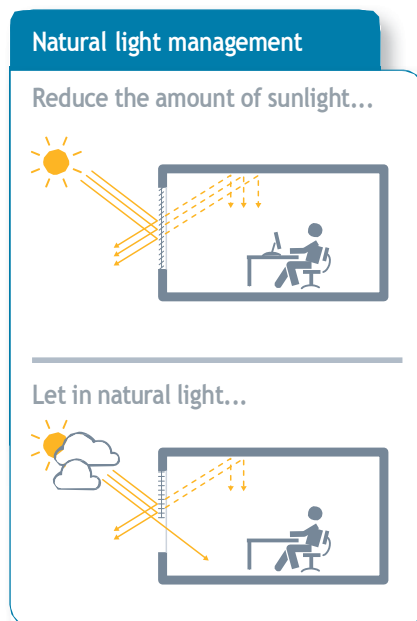 Natural light management
Reduce the amount of sunlight...
Let in natural light...